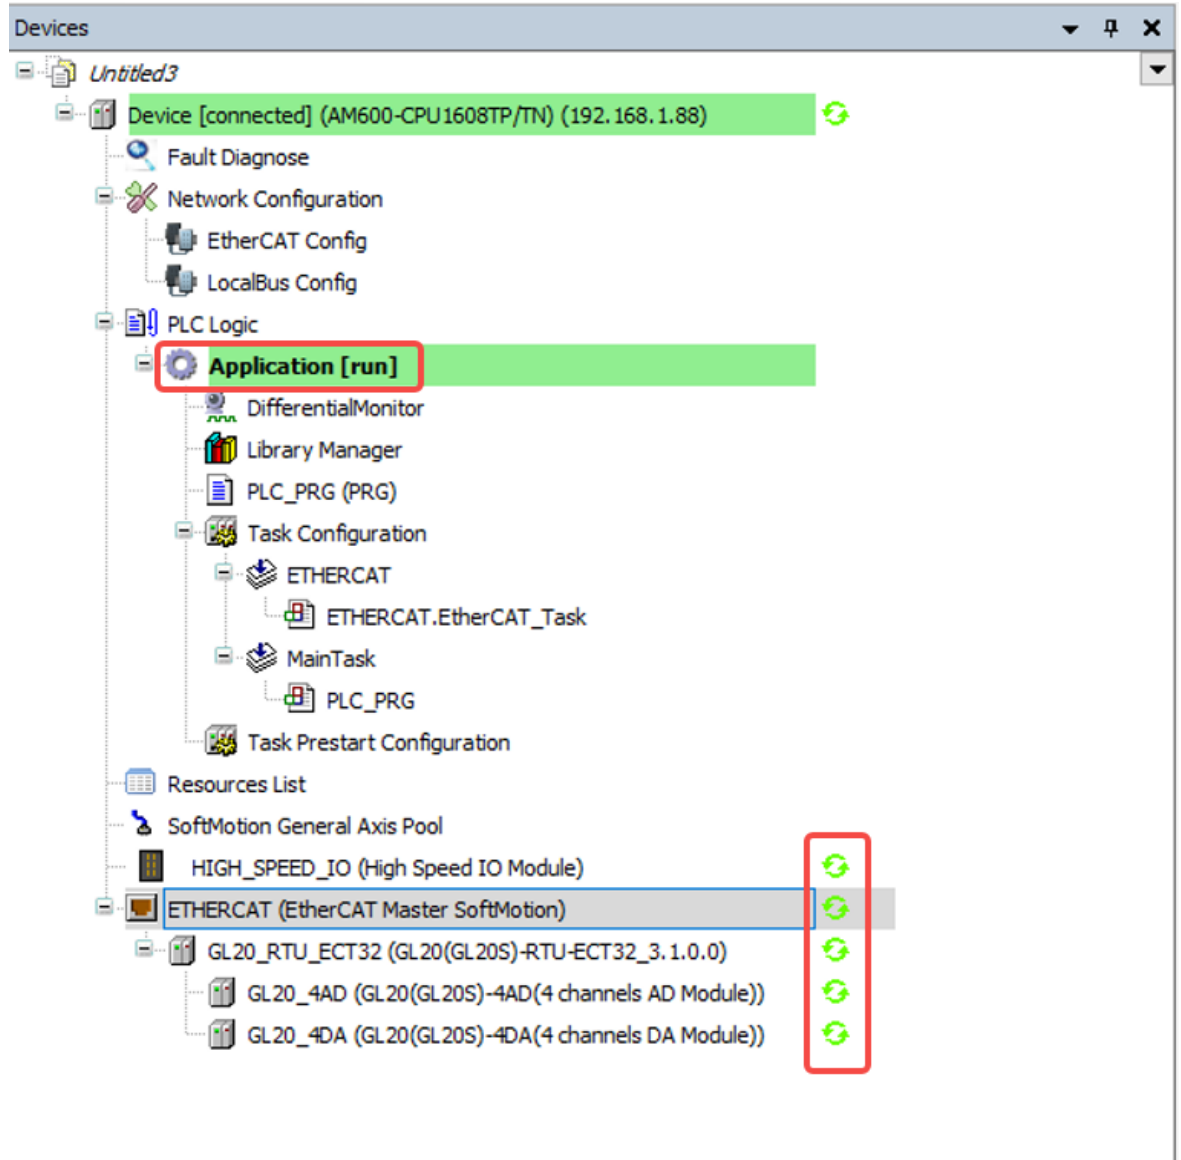 Devices
Untitled3
Device [connected] (AM600-CPU1608TP/TN) (192.168.1.88)
Fault Diagnose
Network Configuration
EtherCAT Config
LocalBus Config
PLC Logic
Application [run]
DifferentialMonitor
Library Manager
PLC_PRG (PRG)
Task Configuration
ETHERCAT
ETHERCAT.EtherCAT_Task
MainTask
PLC_PRG
Task Prestart Configuration
Resources List
SoftMotion General Axis Pool
HIGH_SPEED_IO (High Speed IO Module)
ETHERCAT (EtherCAT Master SoftMotion)
GL20_RTU_ECT32 (GL20(GL20S)-RTU-ECT32_3.1.0.0)
GL20_4AD (GL20(GL20S)-4AD(4 channels AD Module))
GL20_4DA (GL20(GL20S)-4DA(4 channels DA Module))